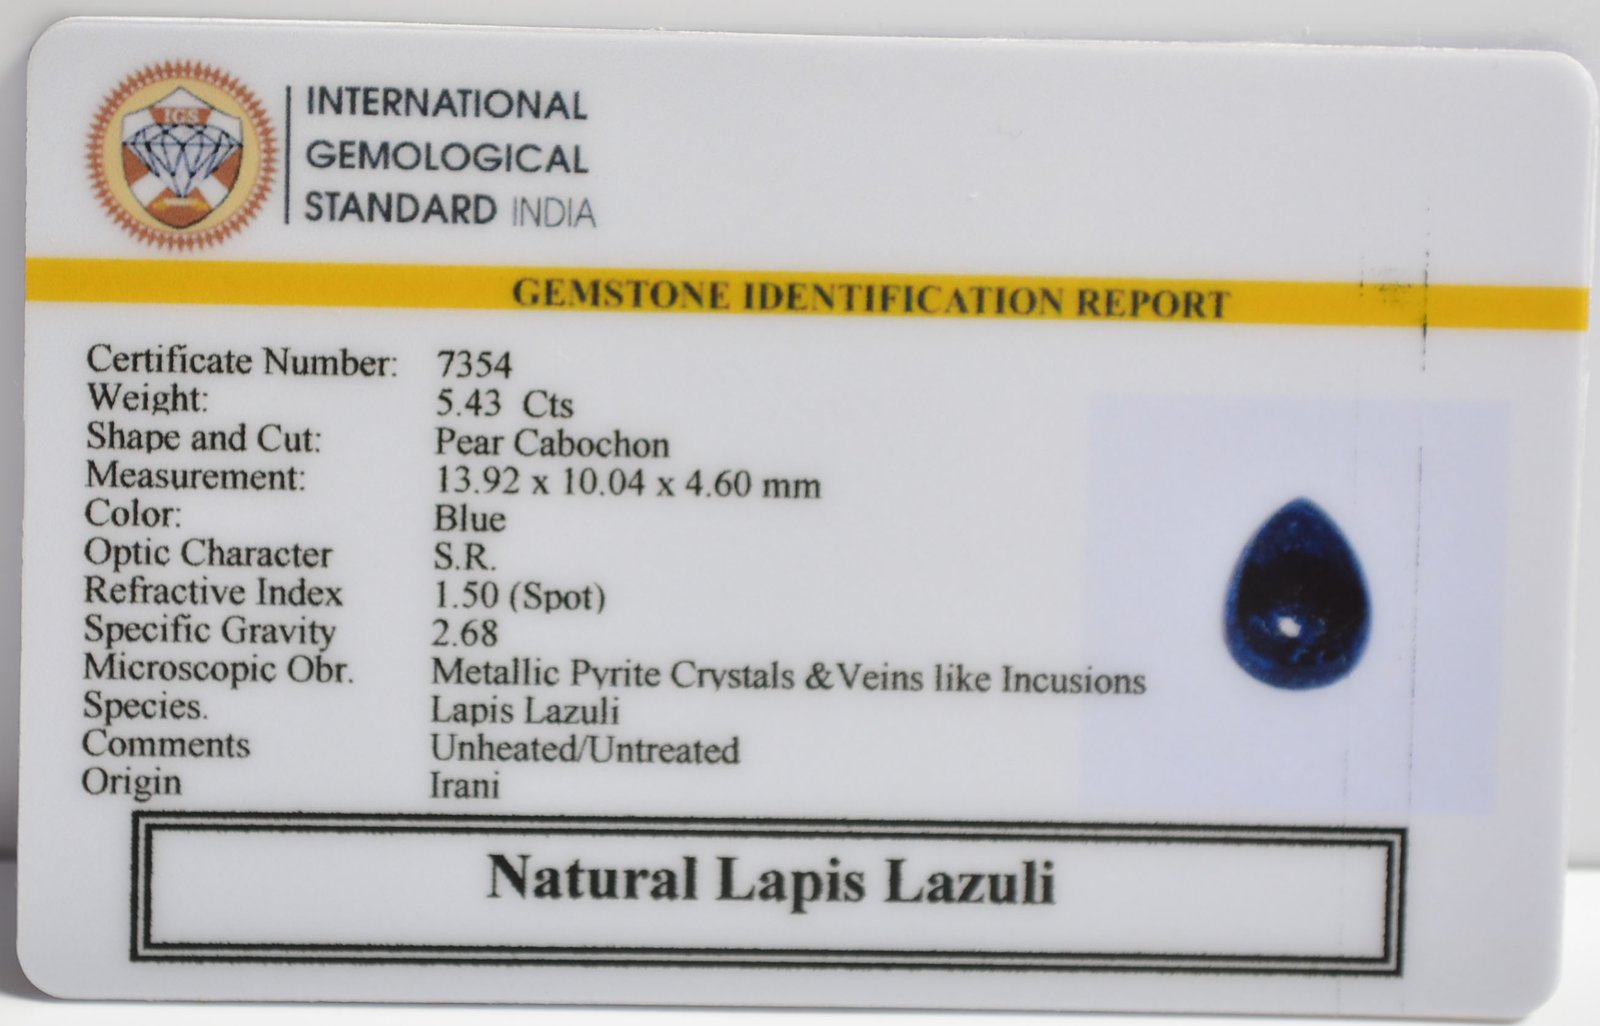 IGS
INTERNATIONAL
GEMOLOGICAL
STANDARD INDIA
GEMSTONE IDENTIFICATION REPORT
Certificate Number: 7354
Weight: 5.43 Cts
Shape and Cut: Pear Cabochon
Measurement: 13.92 x 10.04 x 4.60 mm
Color: Blue
Optic Character S.R.
Refractive Index 1.50 (Spot)
Specific Gravity 2.68
Microscopic Obr. Metallic Pyrite Crystals &Veins like Incusions
Species. Lapis Lazuli
Comments Unheated/Untreated
Origin Irani
Natural Lapis Lazuli